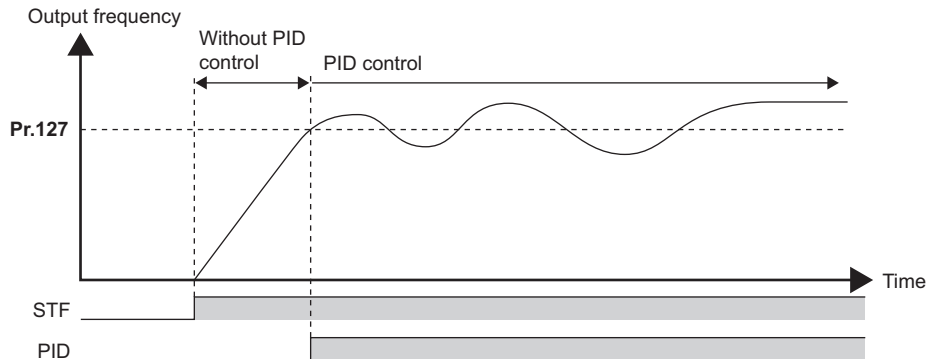 Output frequency
Without PID
control
PID control
Pr.127
Time
STF
PID